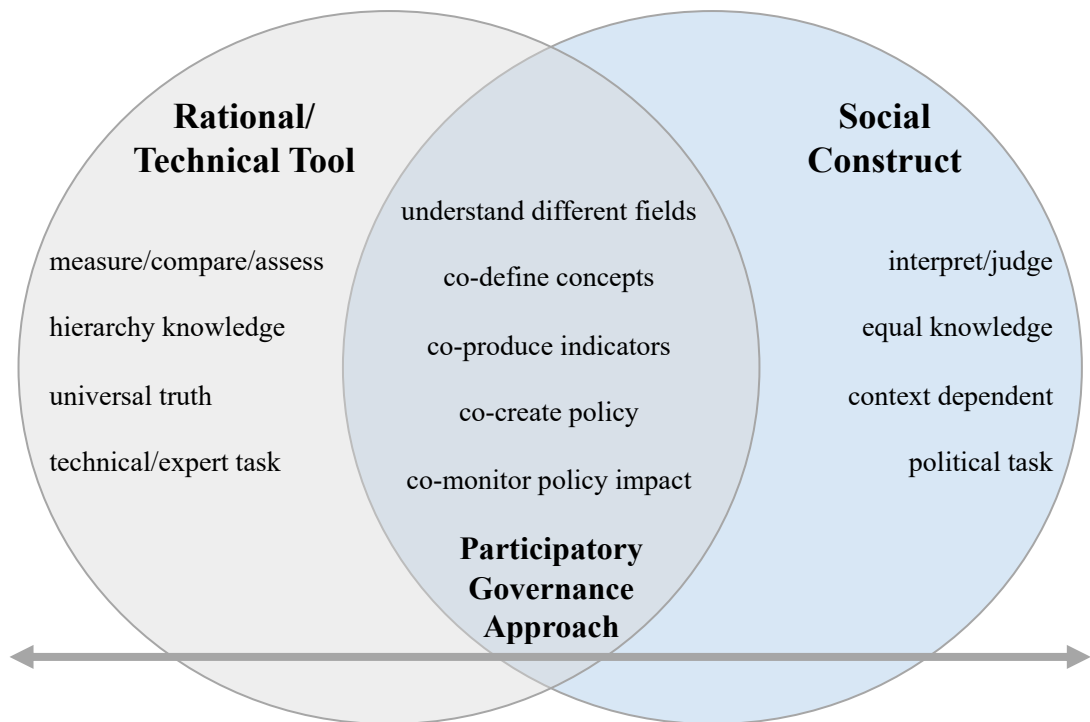 Rational/
Technical Tool
measure/compare/assess
hierarchy knowledge
universal truth
technical/expert task
understand different fields
co-define concepts
co-produce indicators
co-create policy
co-monitor policy impact
Participatory
Governance
Approach
Social
Construct
interpret/judge
equal knowledge
context dependent
political task